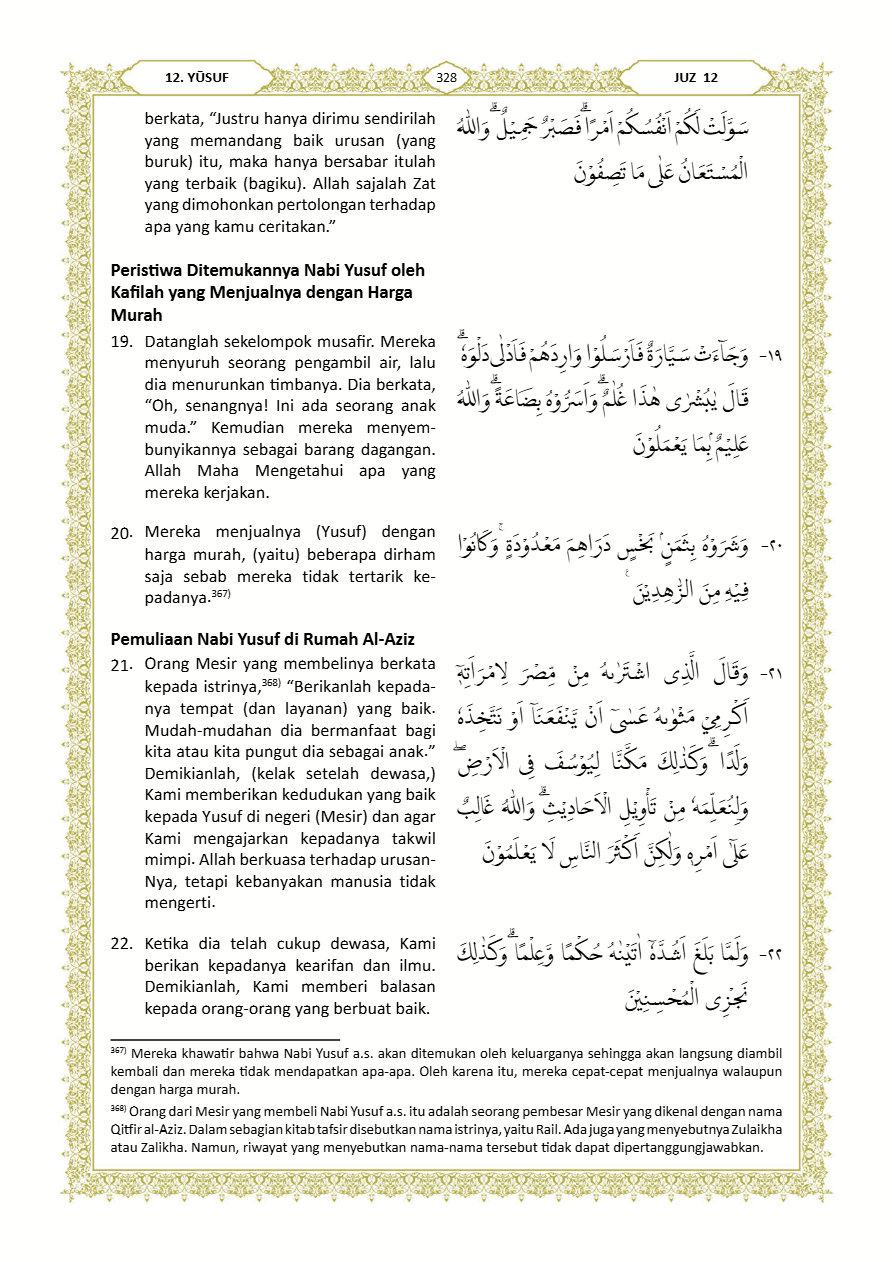 12. YŪSUF
328
JUZ 12
berkata, “Justru hanya dirimu sendirilah
yang memandang baik urusan (yang
buruk) itu, maka hanya bersabar itulah
yang terbaik (bagiku). Allah sajalah Zat
yang dimohonkan pertolongan terhadap
apa yang kamu ceritakan.”
سَوَّلَتْ لَكُمْ اَنْفُسُكُمْ اَمْرًاۗ فَصَبْرٌ جَمِيْلٌ ۗوَاللّٰهُ
الْمُسْتَعَانُ عَلٰى مَا تَصِفُوْنَ
Peristiwa Ditemukannya Nabi Yusuf oleh
Kafilah yang Menjualnya dengan Harga
Murah
19. Datanglah sekelompok musafir. Mereka
menyuruh seorang pengambil air, lalu
dia menurunkan timbanya. Dia berkata,
“Oh, senangnya! Ini ada seorang anak
muda.” Kemudian mereka menyem-
bunyikannya sebagai barang dagangan.
Allah Maha Mengetahui apa yang
mereka kerjakan.
١٩- وَجَاۤءَتْ سَيَّارَةٌ فَاَرْسَلُوْا وَارِدَهُمْ فَاَدْلٰى دَلْوَهٗ ۗ
قَالَ يٰبُشْرٰى هٰذَا غُلٰمٌ ۗوَاَسَرُّوْهُ بِضَاعَةً ۗوَاللّٰهُ
عَلِيْمٌ ۢبِمَا يَعْمَلُوْنَ
20. Mereka menjualnya (Yusuf) dengan
harga murah, (yaitu) beberapa dirham
saja sebab mereka tidak tertarik ke-
padanya.³⁶⁷⁾
٢٠- وَشَرَوْهُ بِثَمَنٍ ۢ بَخْسٍ دَرَاهِمَ مَعْدُوْدَةٍ ۚوَكَانُوْا
فِيْهِ مِنَ الزّٰهِدِيْنَ ࣖ
Pemuliaan Nabi Yusuf di Rumah Al-Aziz
21. Orang Mesir yang membelinya berkata
kepada istrinya,³⁶⁸⁾ “Berikanlah kepada-
nya tempat (dan layanan) yang baik.
Mudah-mudahan dia bermanfaat bagi
kita atau kita pungut dia sebagai anak.”
Demikianlah, (kelak setelah dewasa,)
Kami memberikan kedudukan yang baik
kepada Yusuf di negeri (Mesir) dan agar
Kami mengajarkan kepadanya takwil
mimpi. Allah berkuasa terhadap urusan-
Nya, tetapi kebanyakan manusia tidak
mengerti.
٢١- وَقَالَ الَّذِى اشْتَرٰىهُ مِنْ مِّصْرَ لِامْرَاَتِهٖٓ
اَكْرِمِيْ مَثْوٰىهُ عَسٰىٓ اَنْ يَّنْفَعَنَآ اَوْ نَتَّخِذَهٗ
وَلَدًا ۗوَكَذٰلِكَ مَكَّنَّا لِيُوْسُفَ فِى الْاَرْضِۖ
وَلِنُعَلِّمَهٗ مِنْ تَأْوِيْلِ الْاَحَادِيْثِۗ وَاللّٰهُ غَالِبٌ
عَلٰٓى اَمْرِهٖ وَلٰكِنَّ اَكْثَرَ النَّاسِ لَا يَعْلَمُوْنَ
22. Ketika dia telah cukup dewasa, Kami
berikan kepadanya kearifan dan ilmu.
Demikianlah, Kami memberi balasan
kepada orang-orang yang berbuat baik.
٢٢- وَلَمَّا بَلَغَ اَشُدَّهٗٓ اٰتَيْنٰهُ حُكْمًا وَّعِلْمًا ۗوَكَذٰلِكَ
نَجْزِى الْمُحْسِنِيْنَ
³⁶⁷⁾ Mereka khawatir bahwa Nabi Yusuf a.s. akan ditemukan oleh keluarganya sehingga akan langsung diambil
kembali dan mereka tidak mendapatkan apa-apa. Oleh karena itu, mereka cepat-cepat menjualnya walaupun
dengan harga murah.
³⁶⁸⁾ Orang dari Mesir yang membeli Nabi Yusuf a.s. itu adalah seorang pembesar Mesir yang dikenal dengan nama
Qitfir al-Aziz. Dalam sebagian kitab tafsir disebutkan nama istrinya, yaitu Rail. Ada juga yang menyebutnya Zulaikha
atau Zalikha. Namun, riwayat yang menyebutkan nama-nama tersebut tidak dapat dipertanggungjawabkan.